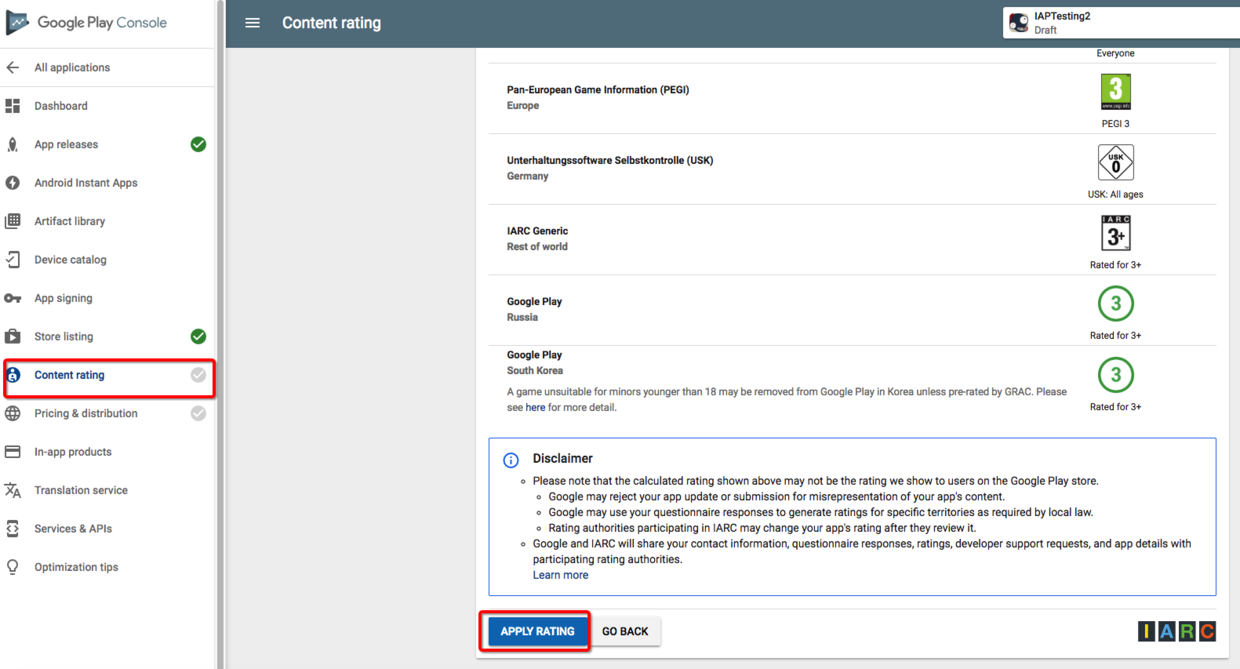 Google Play Console
Content rating
IAPTesting2
Draft
All applications
Dashboard
App releases
Android Instant Apps
Artifact library
Device catalog
App signing
Store listing
Content rating
Pricing & distribution
In-app products
Translation service
Services & APIs
Optimization tips
Everyone
Pan-European Game Information (PEGI)
Europe
3
www.pegi.info
PEGI 3
Unterhaltungssoftware Selbstkontrolle (USK)
Germany
USK
0
USK: All ages
IARC Generic
Rest of world
IARC
3+
Rated for 3+
Google Play
Russia
3
Rated for 3+
Google Play
South Korea
A game unsuitable for minors younger than 18 may be removed from Google Play in Korea unless pre-rated by GRAC. Please
see here for more detail.
3
Rated for 3+
Disclaimer
Please note that the calculated rating shown above may not be the rating we show to users on the Google Play store.
Google may reject your app update or submission for misrepresentation of your app's content.
Google may use your questionnaire responses to generate ratings for specific territories as required by local law.
Rating authorities participating in IARC may change your app's rating after they review it.
Google and IARC will share your contact information, questionnaire responses, ratings, developer support requests, and app details with
participating rating authorities.
Learn more
APPLY RATING
GO BACK
IARC